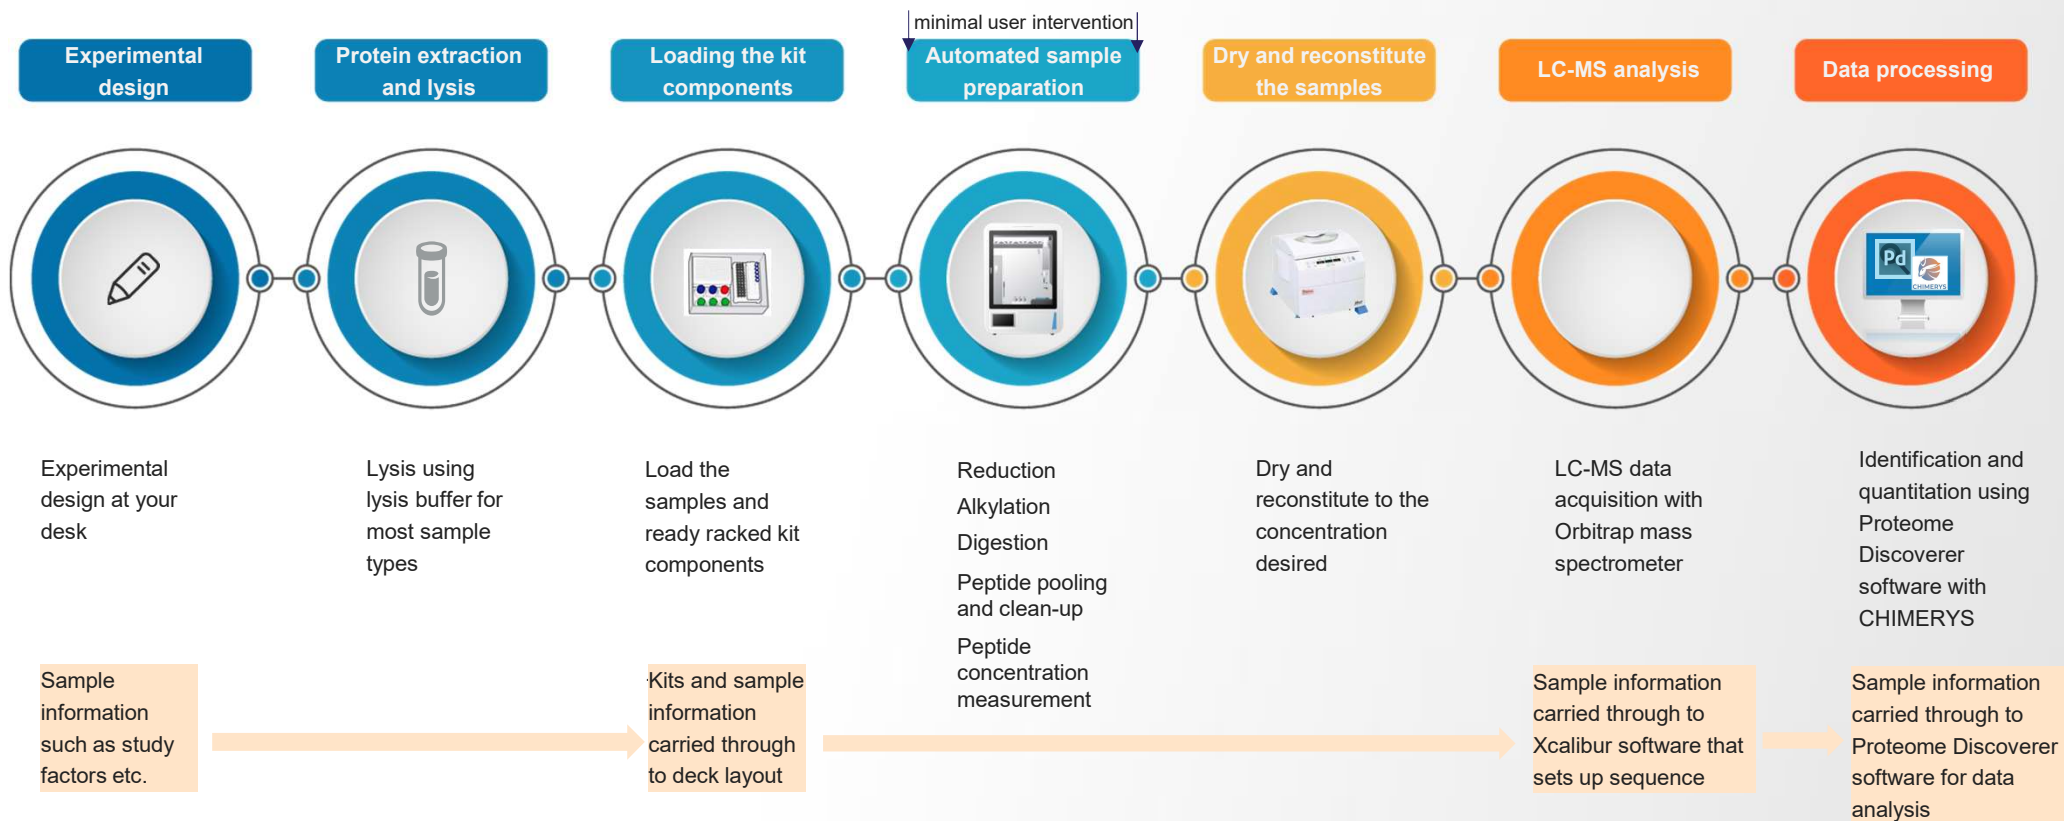 minimal user intervention
Experimental
design
Protein extraction
and lysis
Loading the kit
components
Automated sample
preparation
Dry and reconstitute
the samples
LC-MS analysis
Data processing
Pd
CHIMERYS
Experimental
design at your
desk
Lysis using
lysis buffer for
most sample
types
Load the
samples and
ready racked kit
components
Reduction
Alkylation
Digestion
Peptide pooling
and clean-up
Peptide
concentration
measurement
Dry and
reconstitute to the
concentration
desired
LC-MS data
acquisition with
Orbitrap mass
spectrometer
Identification and
quantitation using
Proteome
Discoverer
software with
CHIMERYS
Sample
information
such as study
factors etc.
Kits and sample
information
carried through
to deck layout
Sample information
carried through to
Xcalibur software that
sets up sequence
Sample information
carried through to
Proteome Discoverer
software for data
analysis